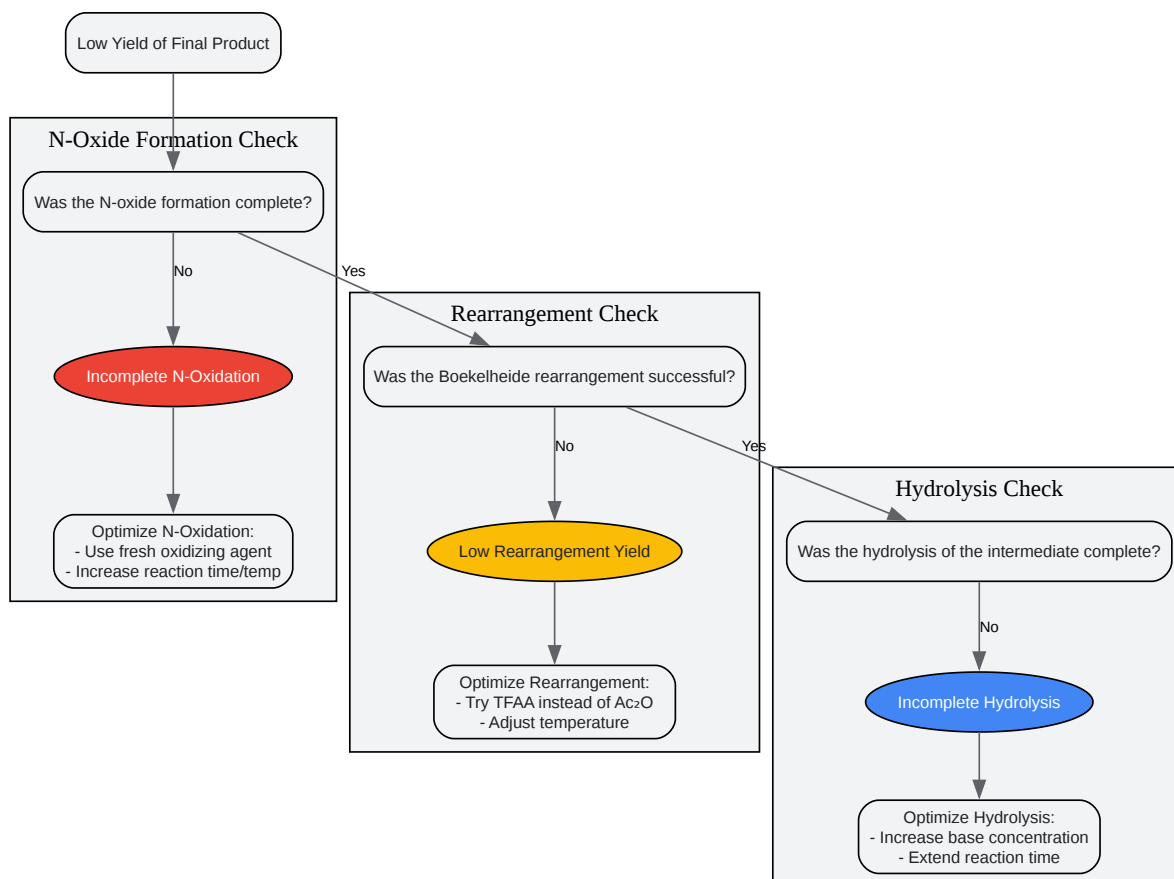 Low Yield of Final Product
N-Oxide Formation Check
Was the N-oxide formation complete?
No
Yes
Incomplete N-Oxidation
Optimize N-Oxidation:
- Use fresh oxidizing agent
- Increase reaction time/temp
Rearrangement Check
Was the Boekelheide rearrangement successful?
No
Yes
Low Rearrangement Yield
Optimize Rearrangement:
- Try TFAA instead of Ac₂O
- Adjust temperature
Hydrolysis Check
Was the hydrolysis of the intermediate complete?
No
Incomplete Hydrolysis
Optimize Hydrolysis:
- Increase base concentration
- Extend reaction time